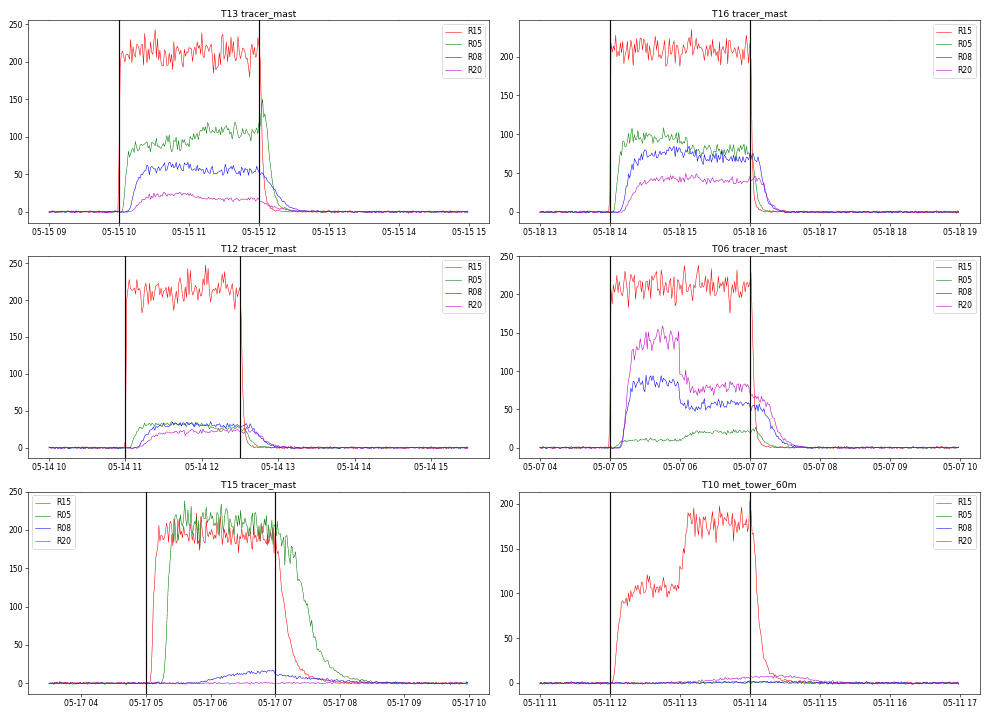 T13 tracer_mast
250
200
150
100
50
0
R15
R05
R08
R20
05-15 09 05-15 10 05-15 11 05-15 12 05-15 13 05-15 14 05-15 15
T16 tracer_mast
200
150
100
50
0
R15
R05
R08
R20
05-18 13 05-18 14 05-18 15 05-18 16 05-18 17 05-18 18 05-18 19
T12 tracer_mast
250
200
150
100
50
0
R15
R05
R08
R20
05-14 10 05-14 11 05-14 12 05-14 13 05-14 14 05-14 15
T06 tracer_mast
250
200
150
100
50
0
R15
R05
R08
R20
05-07 04 05-07 05 05-07 06 05-07 07 05-07 08 05-07 09 05-07 10
T15 tracer_mast
250
200
150
100
50
0
R15
R05
R08
R20
05-17 04 05-17 05 05-17 06 05-17 07 05-17 08 05-17 09 05-17 10
T10 met_tower_60m
200
150
100
50
0
R15
R05
R08
R20
05-11 11 05-11 12 05-11 13 05-11 14 05-11 15 05-11 16 05-11 17